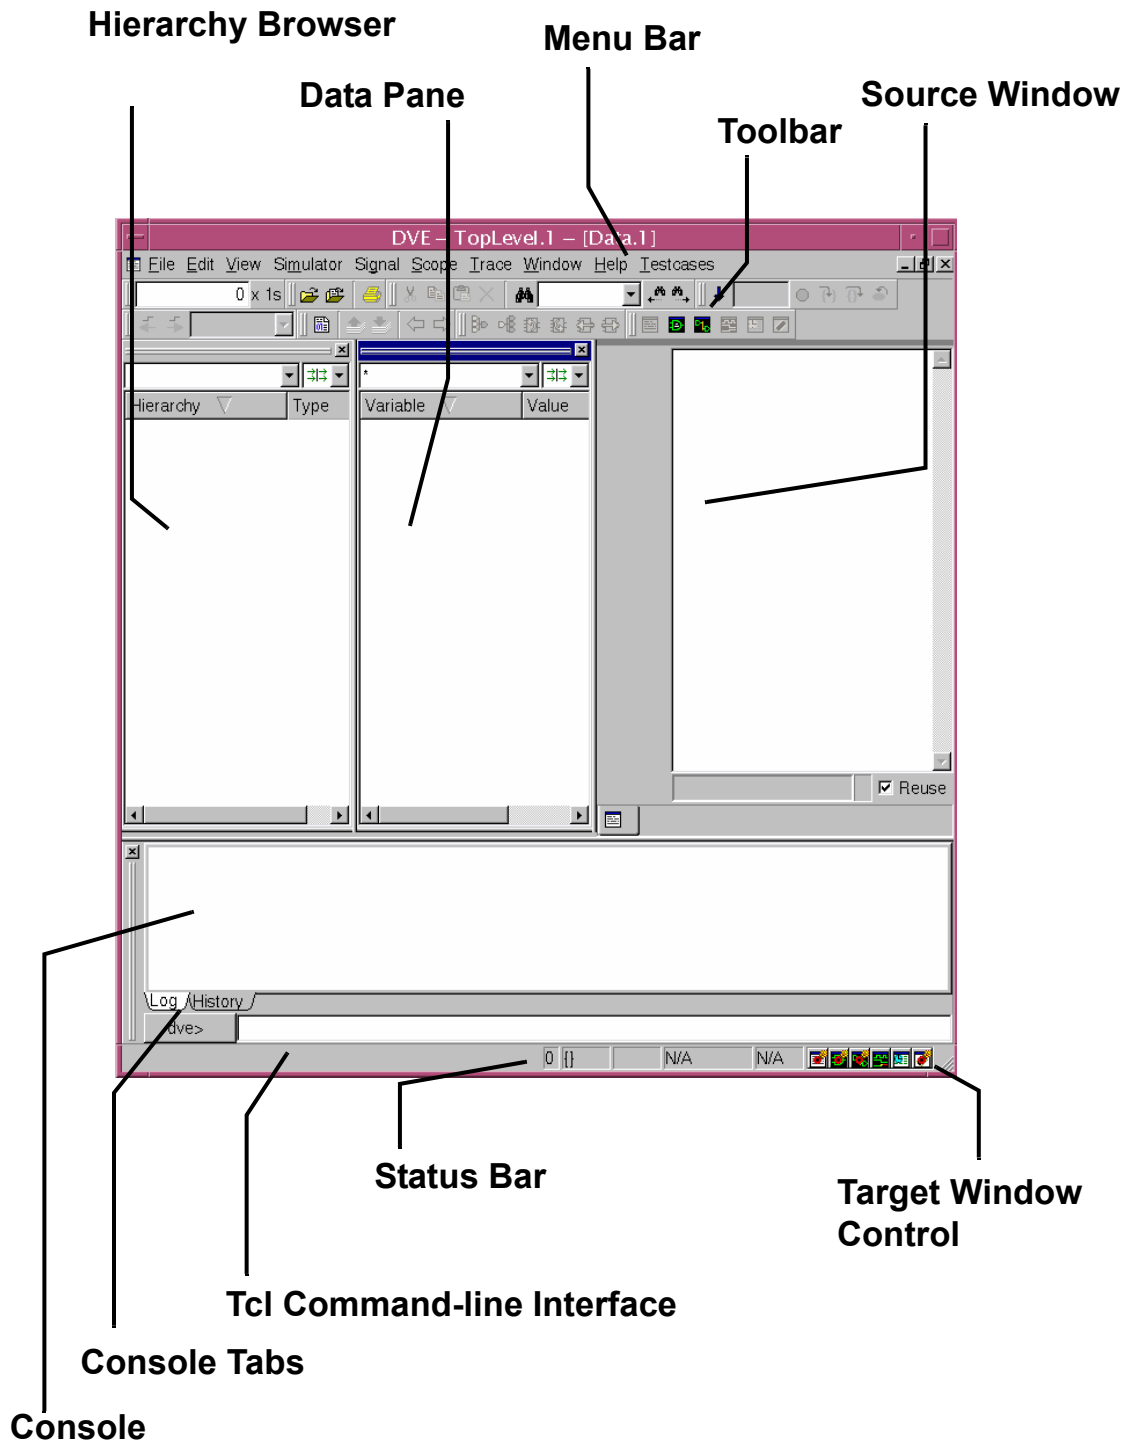 Hierarchy Browser
Menu Bar
Data Pane
Source Window
Toolbar
DVE – TopLevel.1 – [Data.1]
File Edit View Simulator Signal Scope Trace Window Help Testcases
0 x 1s
Hierarchy Type
* 
Variable Value
Reuse
Log History
dve>
0 {} N/A N/A
Status Bar
Target Window
Control
Tcl Command-line Interface
Console Tabs
Console